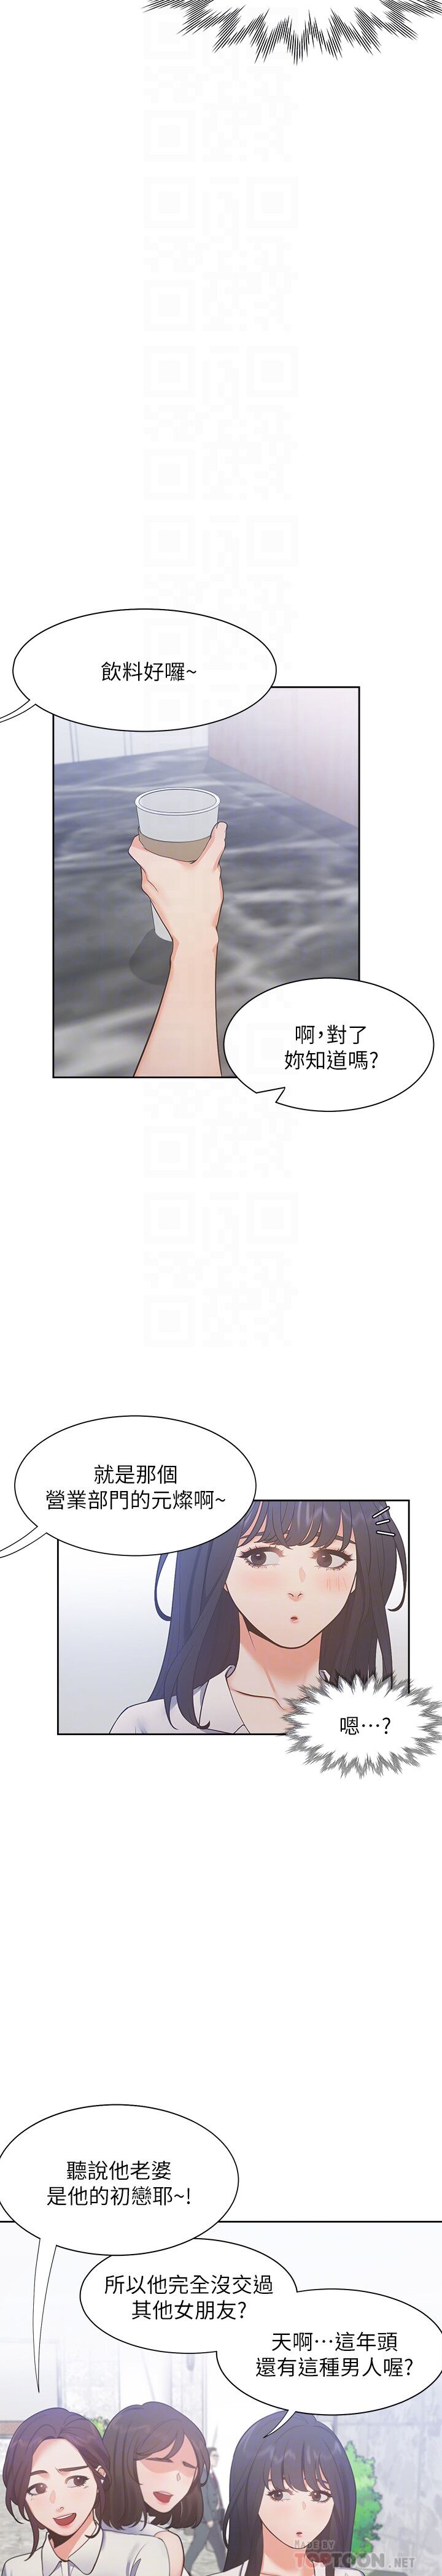 飲料好囉~
啊,對了
妳知道嗎?
就是那個
營業部門的元燦啊~
嗯…?
聽說他老婆
是他的初戀耶~!
所以他完全沒交過
其他女朋友?
天啊…這年頭
還有這種男人喔?
MADE BY
TOPTOON.NET